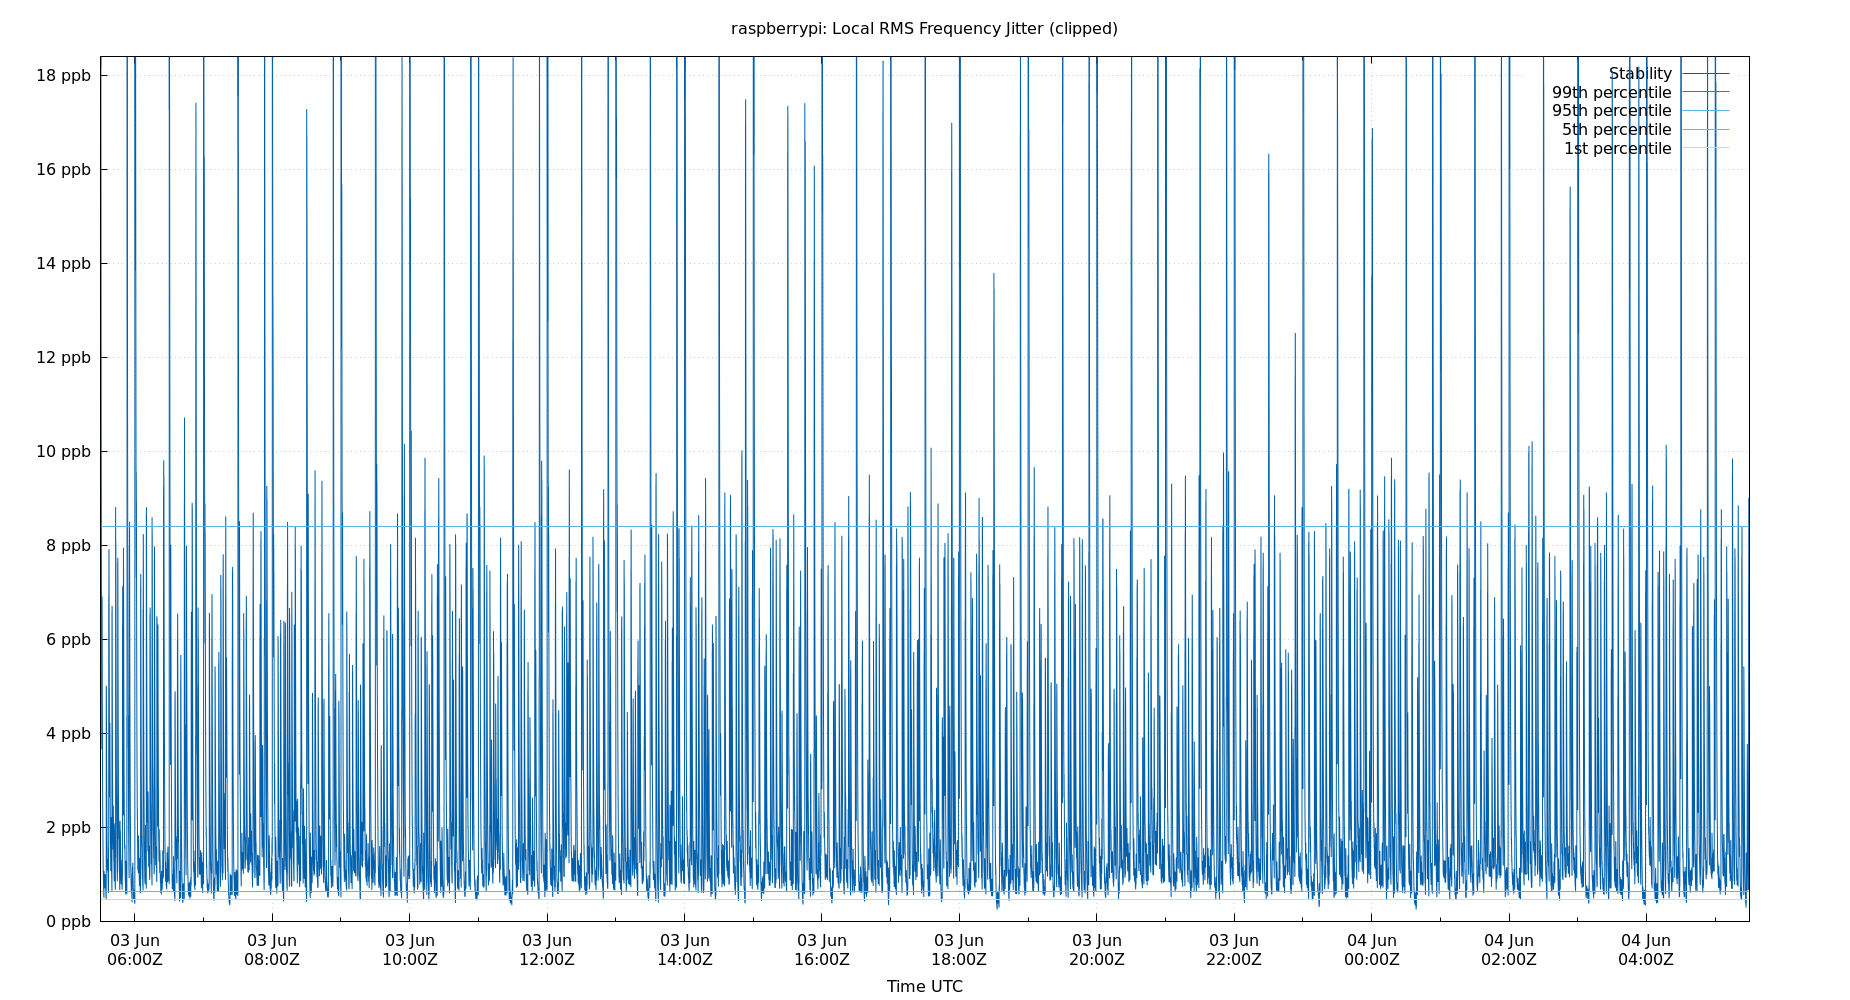 raspberrypi: Local RMS Frequency Jitter (clipped)
18 ppb
16 ppb
14 ppb
12 ppb
10 ppb
8 ppb
6 ppb
4 ppb
2 ppb
0 ppb
Stability
99th percentile
95th percentile
5th percentile
1st percentile
03 Jun
06:00Z
03 Jun
08:00Z
03 Jun
10:00Z
03 Jun
12:00Z
03 Jun
14:00Z
03 Jun
16:00Z
03 Jun
18:00Z
03 Jun
20:00Z
03 Jun
22:00Z
04 Jun
00:00Z
04 Jun
02:00Z
04 Jun
04:00Z
Time UTC